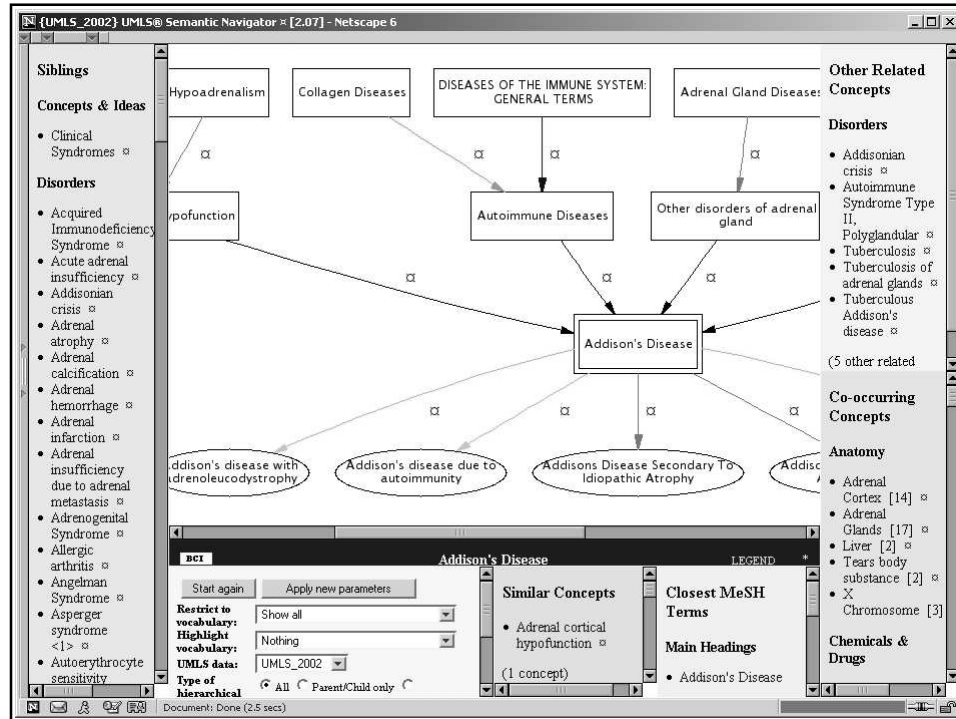 {UMLS_2002} UMLS® Semantic Navigator ¤ [2.07] - Netscape 6
Siblings
Concepts & Ideas
• Clinical
Syndromes ¤
Disorders
• Acquired
Immunodeficiency
Syndrome ¤
• Acute adrenal
insufficiency ¤
• Addisonian
crisis ¤
• Adrenal
atrophy ¤
• Adrenal
calcification ¤
• Adrenal
hemorrhage ¤
• Adrenal
infarction ¤
• Adrenal
insufficiency
due to adrenal
metastasis ¤
• Adrenogenital
Syndrome ¤
• Allergic
arthritis ¤
• Angelman
Syndrome ¤
• Asperger
syndrome
<1> ¤
• Autoerythrocyte
sensitivity
Hypoadrenalism
Collagen Diseases
DISEASES OF THE IMMUNE SYSTEM:
GENERAL TERMS
Adrenal Gland Diseases
¤ ¤ ¤ ¤
ypofunction
Autoimmune Diseases
Other disorders of adrenal
gland
¤ ¤ ¤
Addison's Disease
¤ ¤ ¤ ¤
Addison's disease with
adrenoleucodystrophy
Addison's disease due to
autoimmunity
Addisons Disease Secondary To
Idiopathic Atrophy
Addiso
A
BCI
Addison's Disease
LEGEND *
Start again
Apply new parameters
Restrict to
vocabulary:
Show all
Highlight
vocabulary:
Nothing
UMLS data:
UMLS_2002
Type of
hierarchical
All
Parent/Child only
Similar Concepts
• Adrenal cortical
hypofunction ¤
(1 concept)
Closest MeSH
Terms
Main Headings
• Addison's Disease
Other Related
Concepts
Disorders
• Addisonian
crisis ¤
• Autoimmune
Syndrome Type
II,
Polyglandular ¤
• Tuberculosis ¤
• Tuberculosis of
adrenal glands ¤
• Tuberculous
Addison's
disease ¤
(5 other related
Co-occurring
Concepts
Anatomy
• Adrenal
Cortex [14] ¤
• Adrenal
Glands [17] ¤
• Liver [2] ¤
• Tears body
substance [2] ¤
• X
Chromosome [3]
Chemicals &
Drugs
Document: Done (2.5 secs)